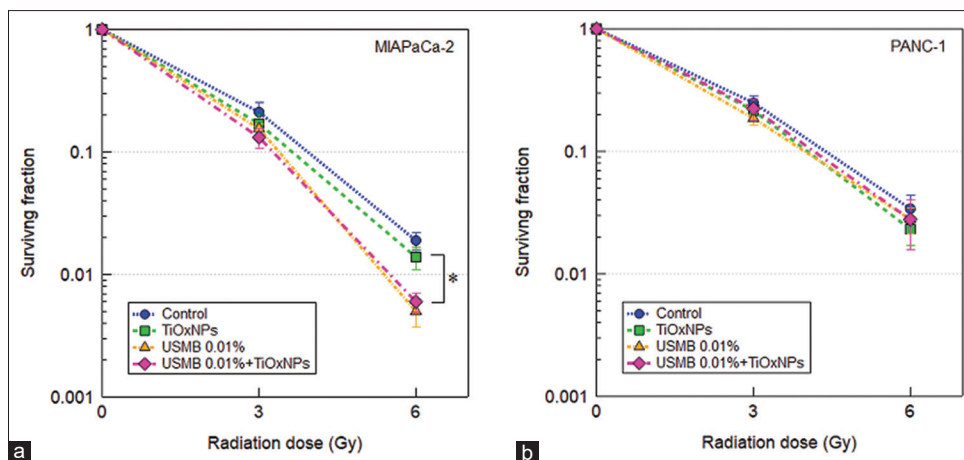 1
0.1
0.01
0.001
Survivng fraction
MIAPaCa-2
*
Control
TiOxNPs
USMB 0.01%
USMB 0.01%+TiOxNPs
0
3
6
Radiation dose (Gy)
a
1
0.1
0.01
0.001
Survivng fraction
PANC-1
Control
TiOxNPs
USMB 0.01%
USMB 0.01%+TiOxNPs
0
3
6
Radiation dose (Gy)
b